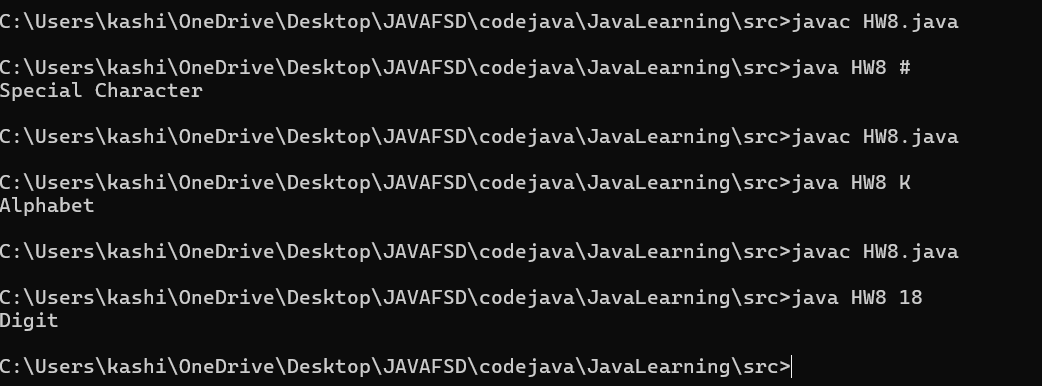 C:\Users\kashi\OneDrive\Desktop\JAVAFSD\codejava\JavaLearning\src>javac HW8.java
C:\Users\kashi\OneDrive\Desktop\JAVAFSD\codejava\JavaLearning\src>java HW8 #
Special Character
C:\Users\kashi\OneDrive\Desktop\JAVAFSD\codejava\JavaLearning\src>javac HW8.java
C:\Users\kashi\OneDrive\Desktop\JAVAFSD\codejava\JavaLearning\src>java HW8 K
Alphabet
C:\Users\kashi\OneDrive\Desktop\JAVAFSD\codejava\JavaLearning\src>javac HW8.java
C:\Users\kashi\OneDrive\Desktop\JAVAFSD\codejava\JavaLearning\src>java HW8 18
Digit
C:\Users\kashi\OneDrive\Desktop\JAVAFSD\codejava\JavaLearning\src>